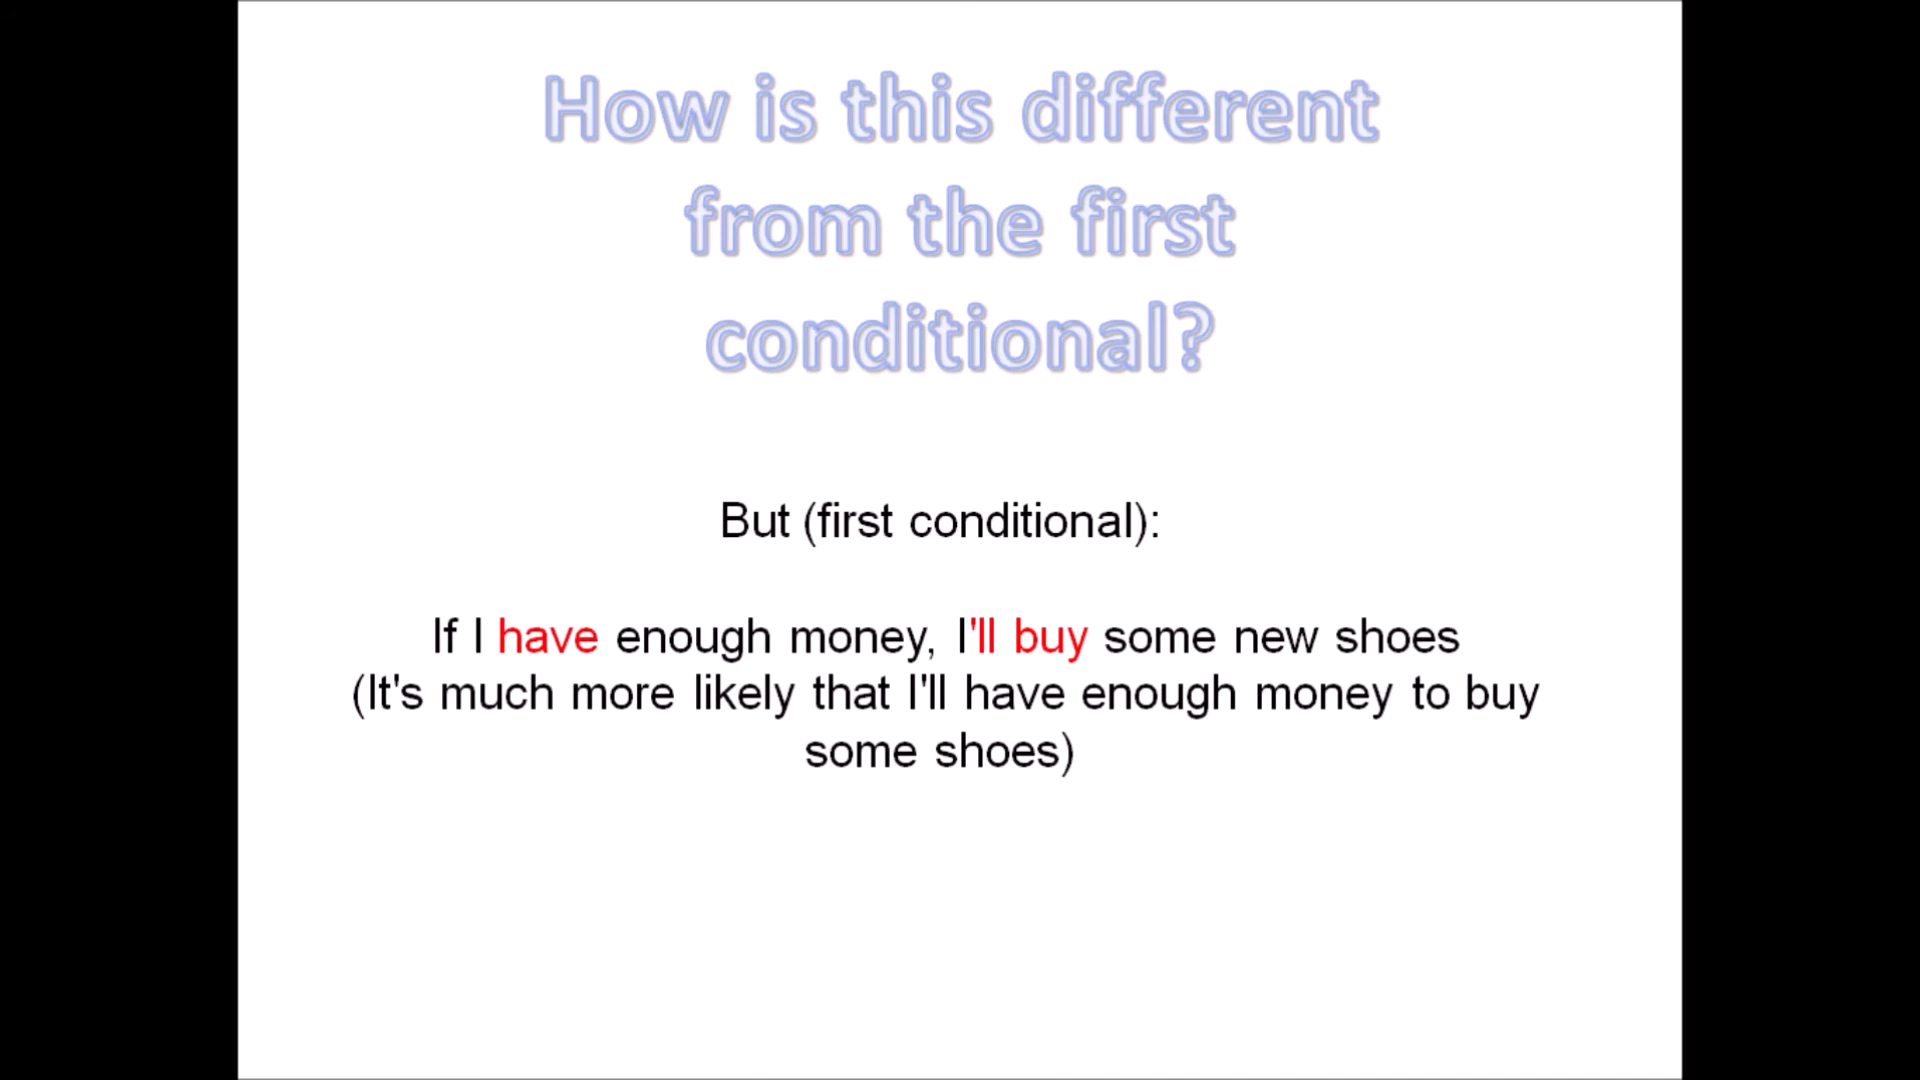 How is this different
from the first
conditional?
But (first conditional):
If I have enough money, I'll buy some new shoes
(It's much more likely that I'll have enough money to buy
some shoes)